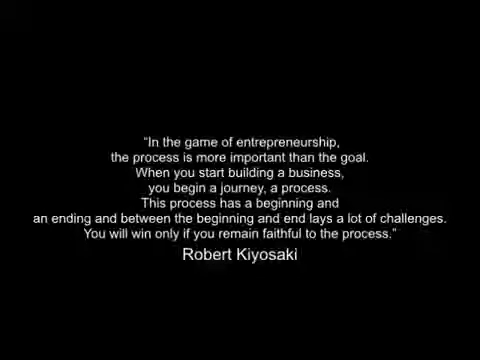 “In the game of entrepreneurship,
the process is more important than the goal.
When you start building a business,
you begin a journey, a process.
This process has a beginning and
an ending and between the beginning and end lays a lot of challenges.
You will win only if you remain faithful to the process.”
Robert Kiyosaki